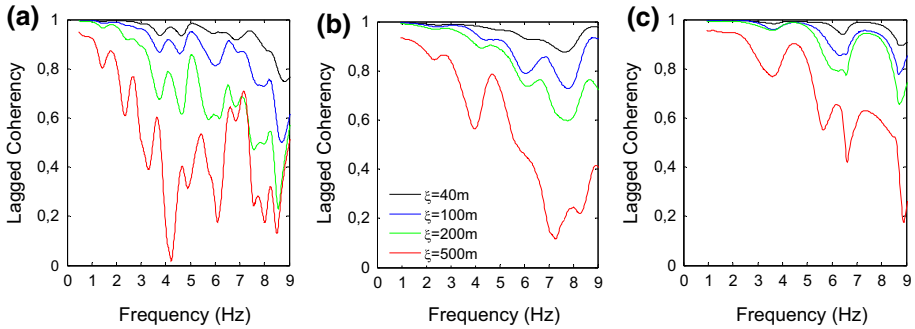 (a)
Lagged Coherency
1
0,8
0,6
0,4
0,2
0
0 1 2 3 4 5 6 7 8 9
Frequency (Hz)
(b)
Lagged Coherency
1
0,8
0,6
0,4
0,2
0
ξ=40m
ξ=100m
ξ=200m
ξ=500m
0 1 2 3 4 5 6 7 8 9
Frequency (Hz)
(c)
Lagged Coherency
1
0,8
0,6
0,4
0,2
0
0 1 2 3 4 5 6 7 8 9
Frequency (Hz)